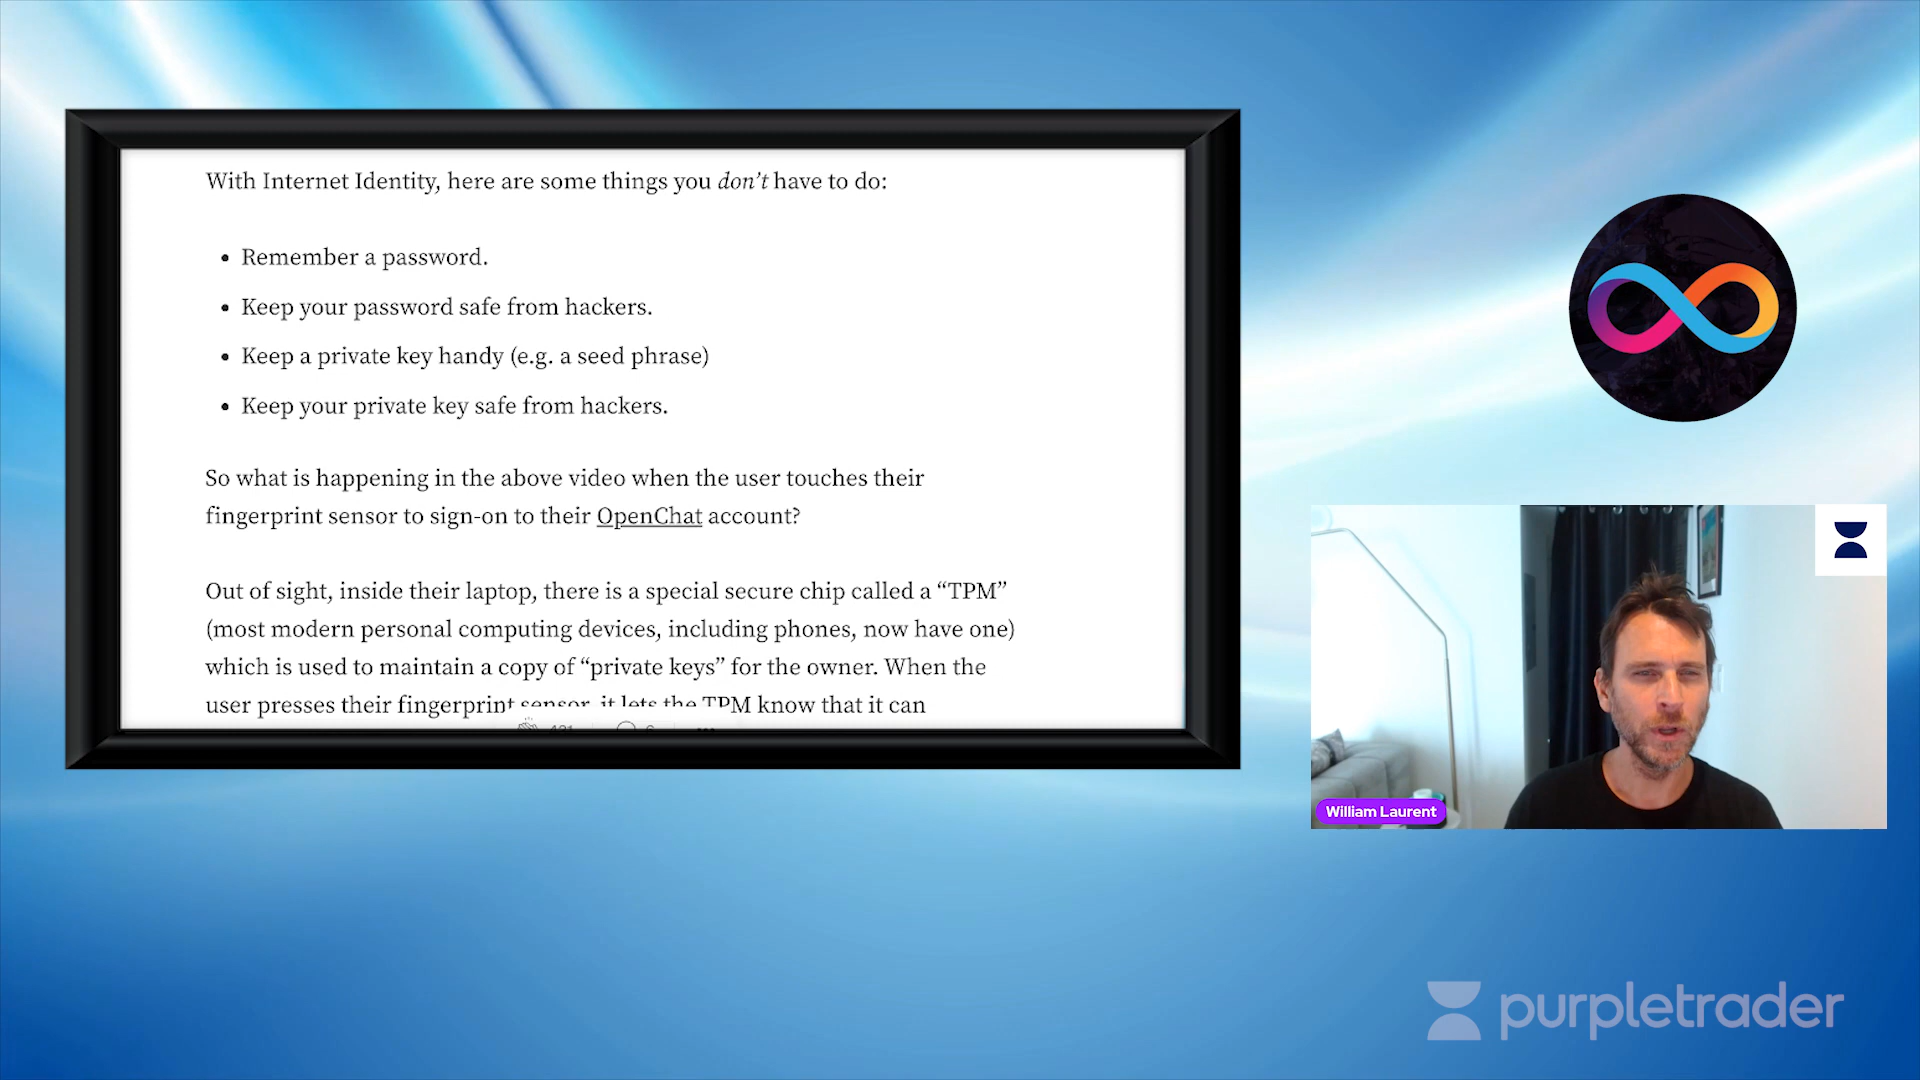 With Internet Identity, here are some things you don’t have to do:
• Remember a password.
• Keep your password safe from hackers.
• Keep a private key handy (e.g. a seed phrase)
• Keep your private key safe from hackers.
So what is happening in the above video when the user touches their
fingerprint sensor to sign-on to their OpenChat account?
Out of sight, inside their laptop, there is a special secure chip called a “TPM”
(most modern personal computing devices, including phones, now have one)
which is used to maintain a copy of “private keys” for the owner. When the
user presses their fingerprint sensor, it lets the TPM know that it can
William Laurent
purpletrader